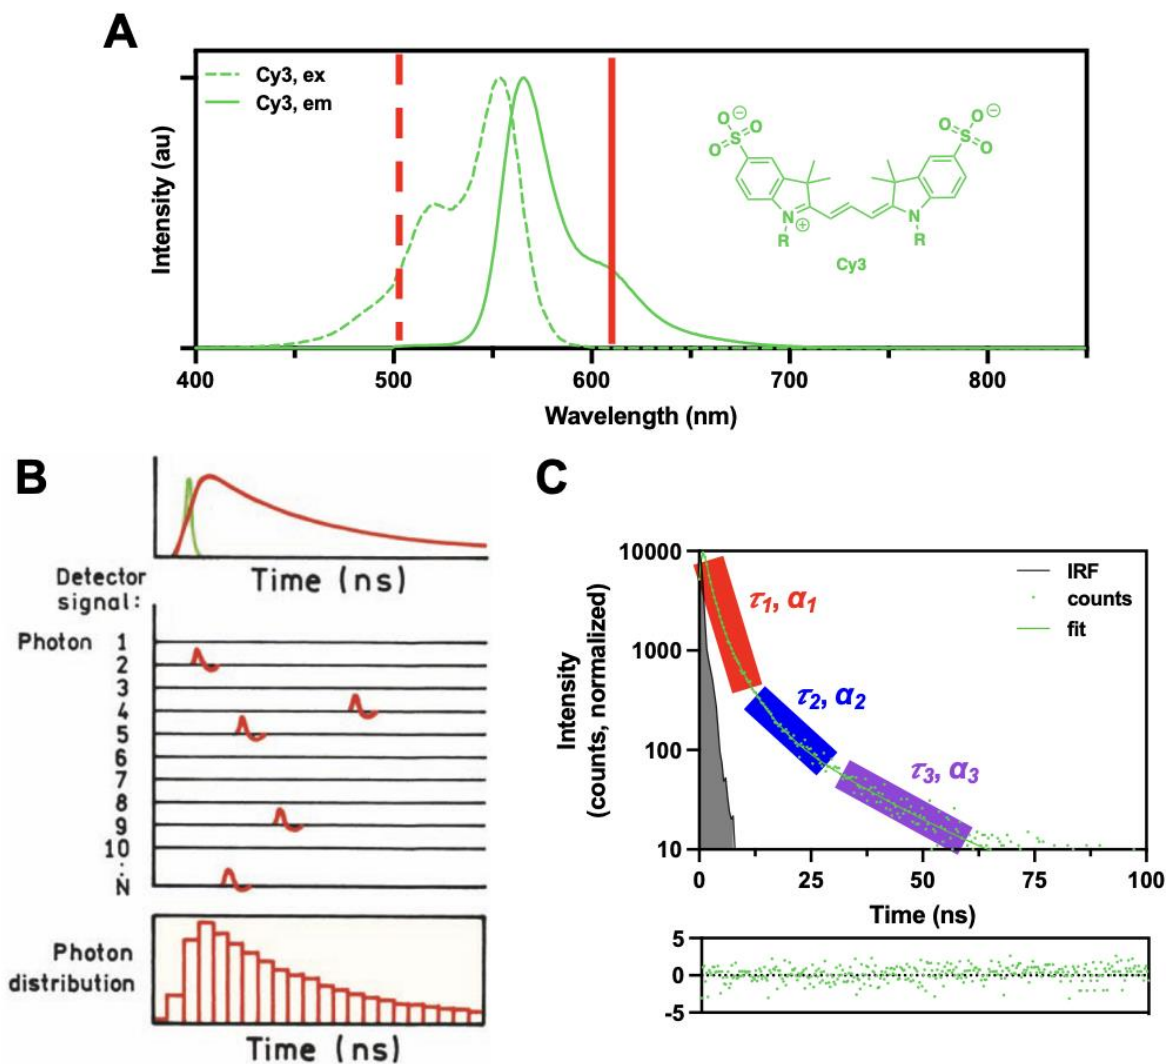 A
Cy3, ex
Cy3, em
Intensity (au)
O ⊖
S O
O
N ⊕
R
O ⊖
O S
O
N
R
Cy3
400 500 600 700 800
Wavelength (nm)
B
Time (ns)
Detector
signal:
Photon 1
2
3
4
5
6
7
8
9
10
:
N
Photon
distribution
Time (ns)
C
10000
1000
100
10
Intensity
(counts, normalized)
IRF
counts
fit
τ1, α1
τ2, α2
τ3, α3
0 25 50 75 100
Time (ns)
5
0
-5